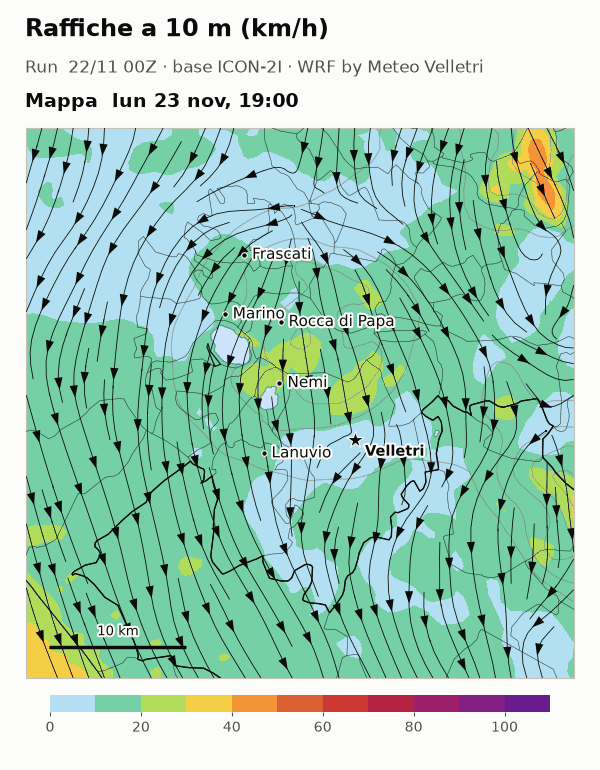 Raffiche a 10 m (km/h)
Run  22/11 00Z · base ICON-2I · WRF by Meteo Velletri
Mappa  lun 23 nov, 19:00
Frascati
Marino
Rocca di Papa
Nemi
Velletri
Lanuvio
10 km
0 20 40 60 80 100